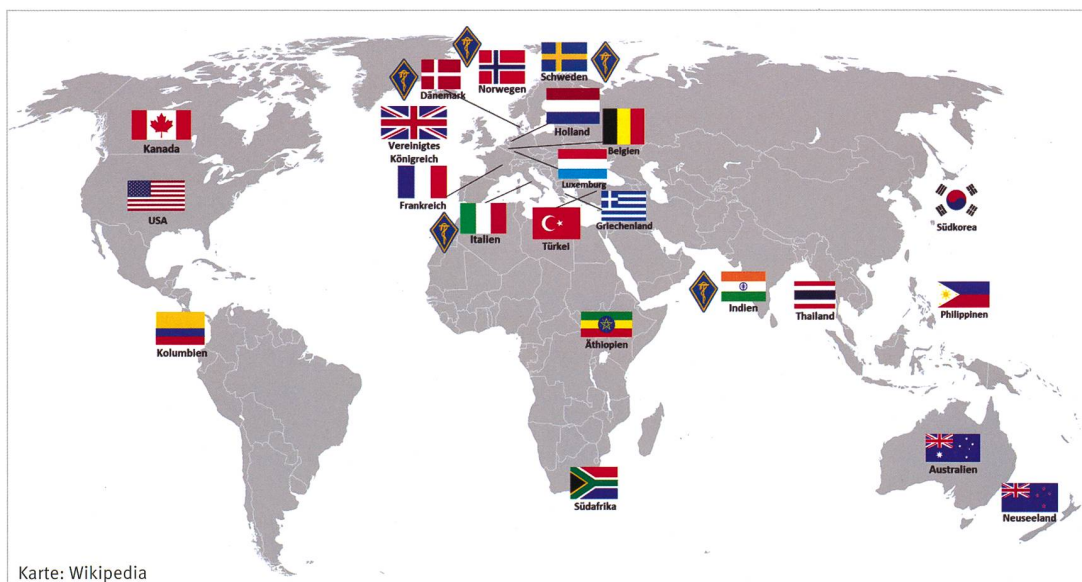 Dänemark
Norwegen
Schweden
Kanada
Vereinigtes
Königreich
Holland
Belgien
USA
Frankreich
Luxemburg
Italien
Türkei
Griechenland
Südkorea
Kolumbien
Äthiopien
Indien
Thailand
Philippinen
Südafrika
Australien
Neuseeland
Karte: Wikipedia